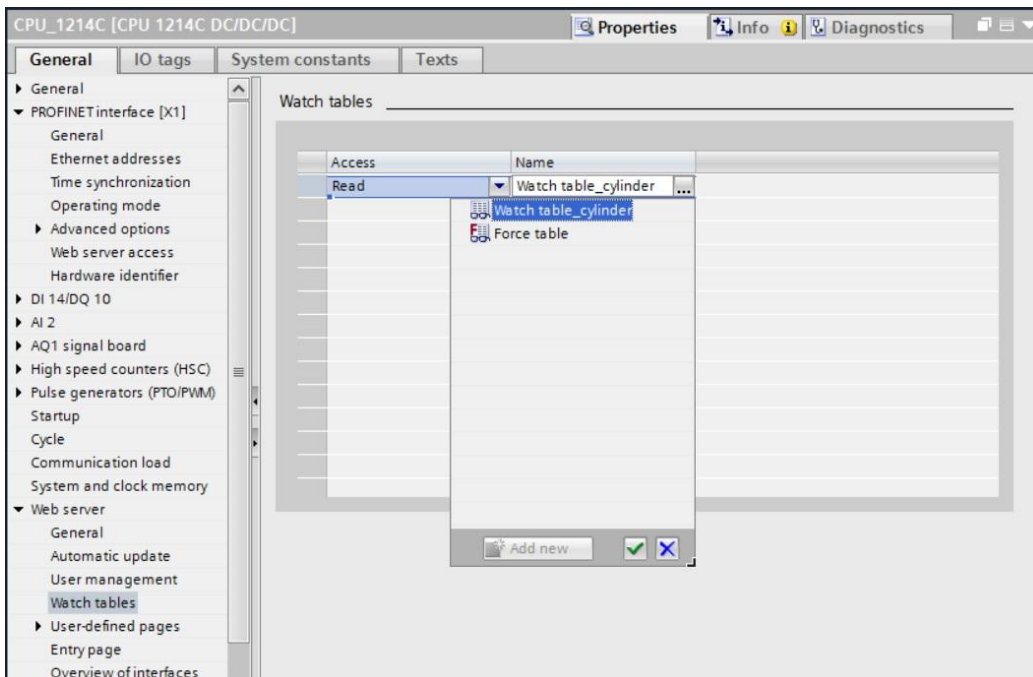 CPU_1214C [CPU 1214C DC/DC/DC]
Properties
Info
Diagnostics
General
IO tags
System constants
Texts
General
PROFINET interface [X1]
General
Ethernet addresses
Time synchronization
Operating mode
Advanced options
Web server access
Hardware identifier
DI 14/DQ 10
AI 2
AQ1 signal board
High speed counters (HSC)
Pulse generators (PTO/PWM)
Startup
Cycle
Communication load
System and clock memory
Web server
General
Automatic update
User management
Watch tables
User-defined pages
Entry page
Overview of interfaces
Watch tables
Access Name
Read Watch table_cylinder ...
Watch table_cylinder
Force table
Add new